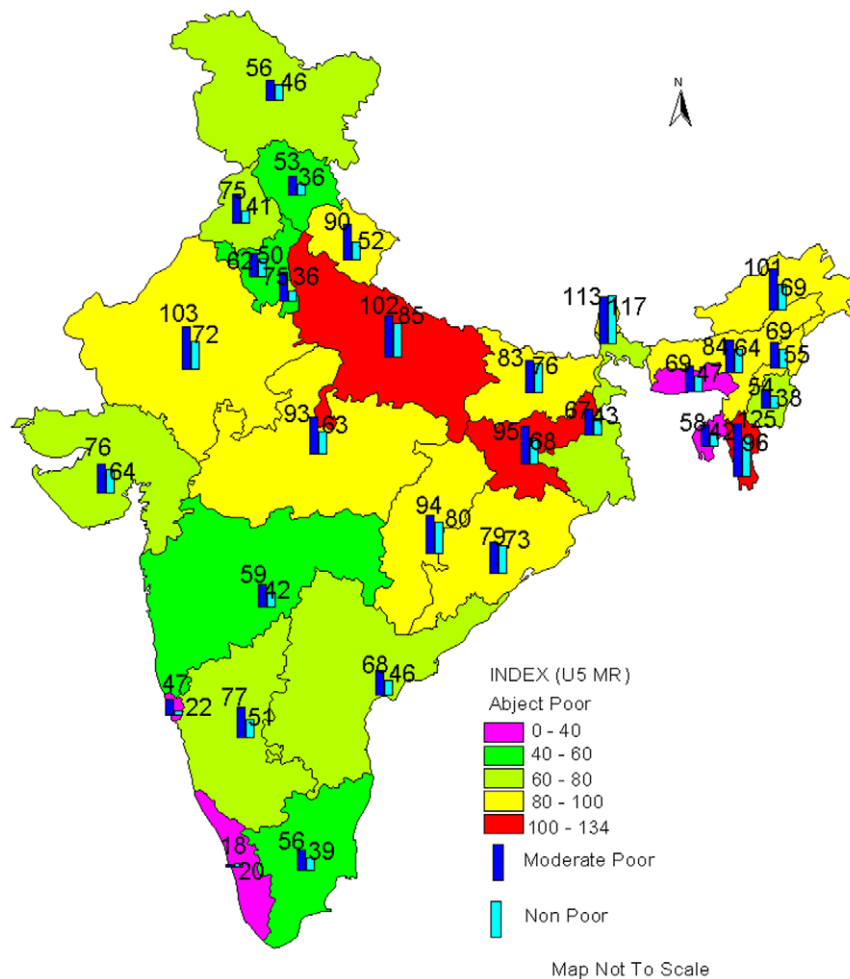 N
56 46
53 36
75 41
90 52
62 50
75 36
101 69
113 117
103 72
102 85
83 76
84 64
69 55
69 47
54 38
93 63
67 43
95 68
58 42
125 96
76 64
94 80
79 73
59 42
68 46
47 22
77 51
18 20
56 39
INDEX (U5 MR)
Abject Poor
0 - 40
40 - 60
60 - 80
80 - 100
100 - 134
Moderate Poor
Non Poor
Map Not To Scale